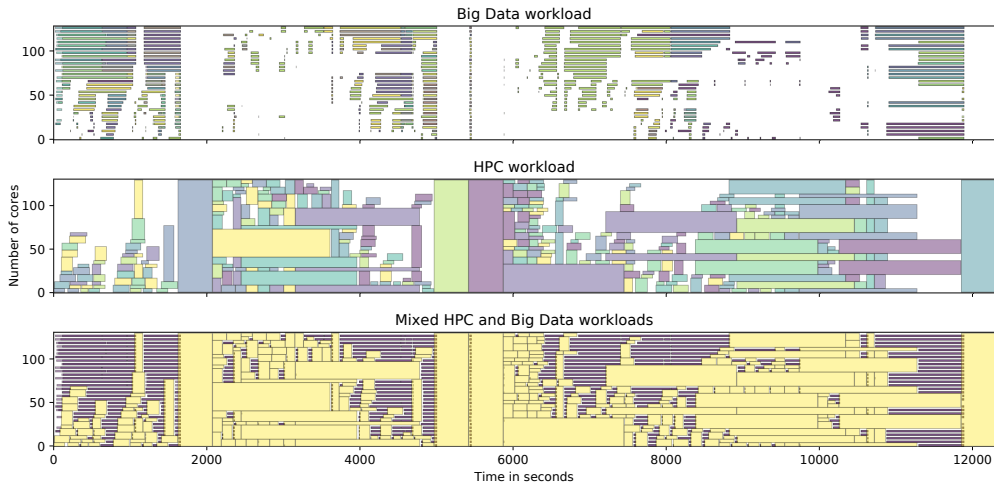 Big Data workload
100
50
0
HPC workload
Number of cores
100
50
0
Mixed HPC and Big Data workloads
100
50
0
0 2000 4000 6000 8000 10000 12000
Time in seconds